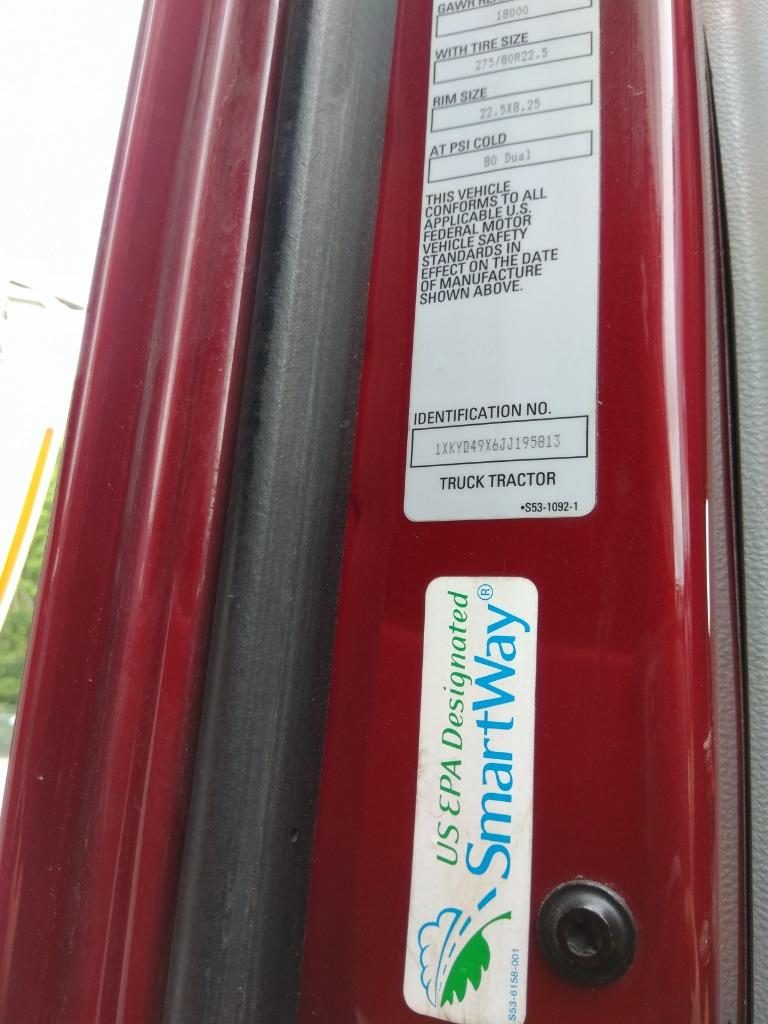 GAWR REAR
18000
WITH TIRE SIZE
275/80R22.5
RIM SIZE
22.5X8.25
AT PSI COLD
80 Dual
THIS VEHICLE
CONFORMS TO ALL
APPLICABLE U.S.
FEDERAL MOTOR
VEHICLE SAFETY
STANDARDS IN
EFFECT ON THE DATE
OF MANUFACTURE
SHOWN ABOVE.
IDENTIFICATION NO.
1XKYD49X6JJ195813
TRUCK TRACTOR
•S53-1092-1
US EPA Designated
SmartWay®
S53-6158-001